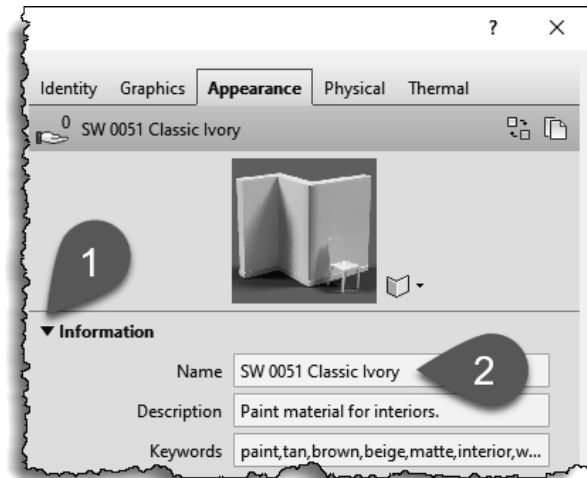 ?
Identity Graphics Appearance Physical Thermal
0 SW 0051 Classic Ivory
1
▼ Information
Name SW 0051 Classic Ivory 2
Description Paint material for interiors.
Keywords paint,tan,brown,beige,matte,interior,w...